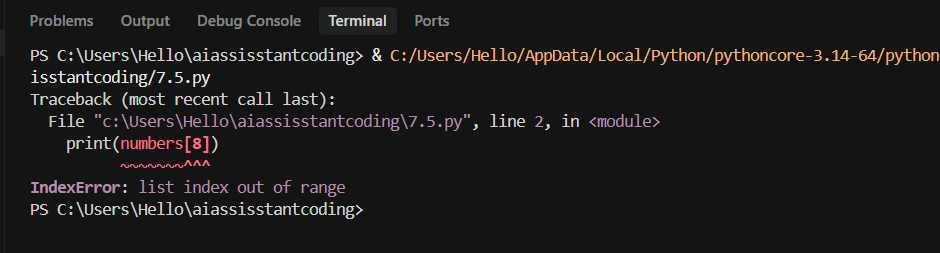 Problems Output Debug Console Terminal Ports
PS C:\Users\Hello\aiassisstantcoding> & C:/Users/Hello/AppData/Local/Python/pythoncore-3.14-64/python
isstantcoding/7.5.py
Traceback (most recent call last):
  File "c:\Users\Hello\aiassisstantcoding\7.5.py", line 2, in <module>
    print(numbers[8])
          ~~~~~~~^^^
IndexError: list index out of range
PS C:\Users\Hello\aiassisstantcoding>